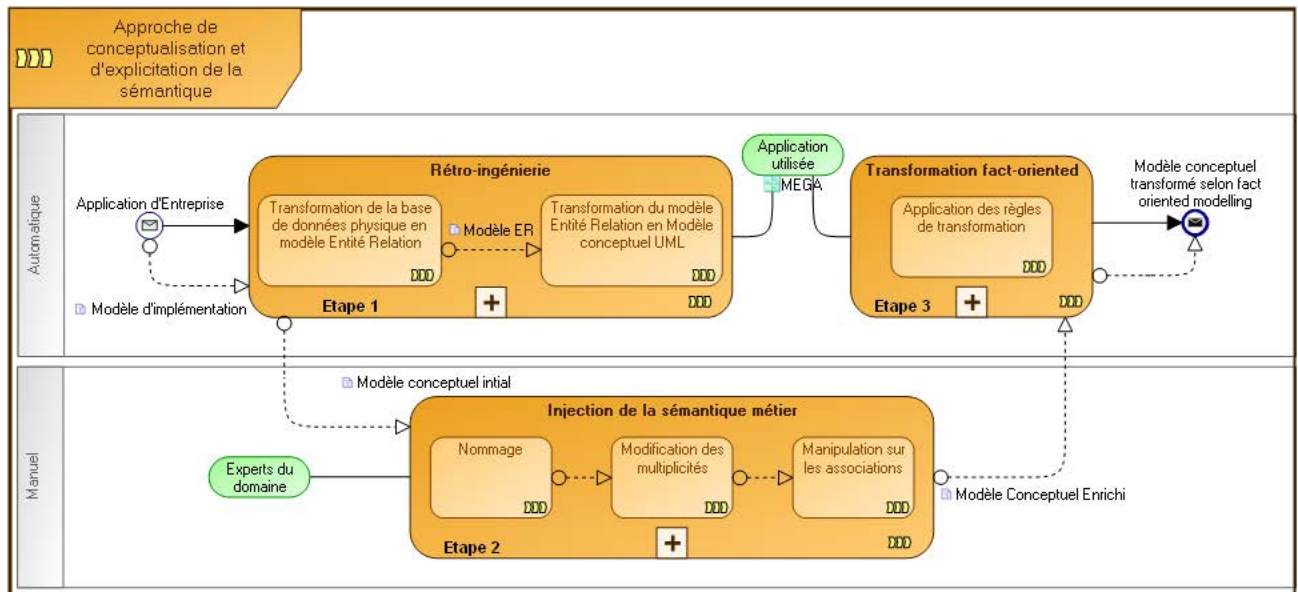 Approche de
conceptualisation et
d'explicitation de la
sémantique
Automatique
Application d'Entreprise
Modèle d'implémentation
Rétro-ingénierie
Transformation de la base
de données physique en
modèle Entité Relation
Modèle ER
Transformation du modèle
Entité Relation en Modèle
conceptuel UML
Etape 1
Application
utilisée
MEGA
Transformation fact-oriented
Application des règles
de transformation
Etape 3
Modèle conceptuel
transformé selon fact
oriented modelling
Modèle conceptuel intial
Manuel
Experts du
domaine
Injection de la sémantique métier
Nommage
Modification des
multiplicités
Manipulation sur
les associations
Etape 2
Modèle Conceptuel Enrichi